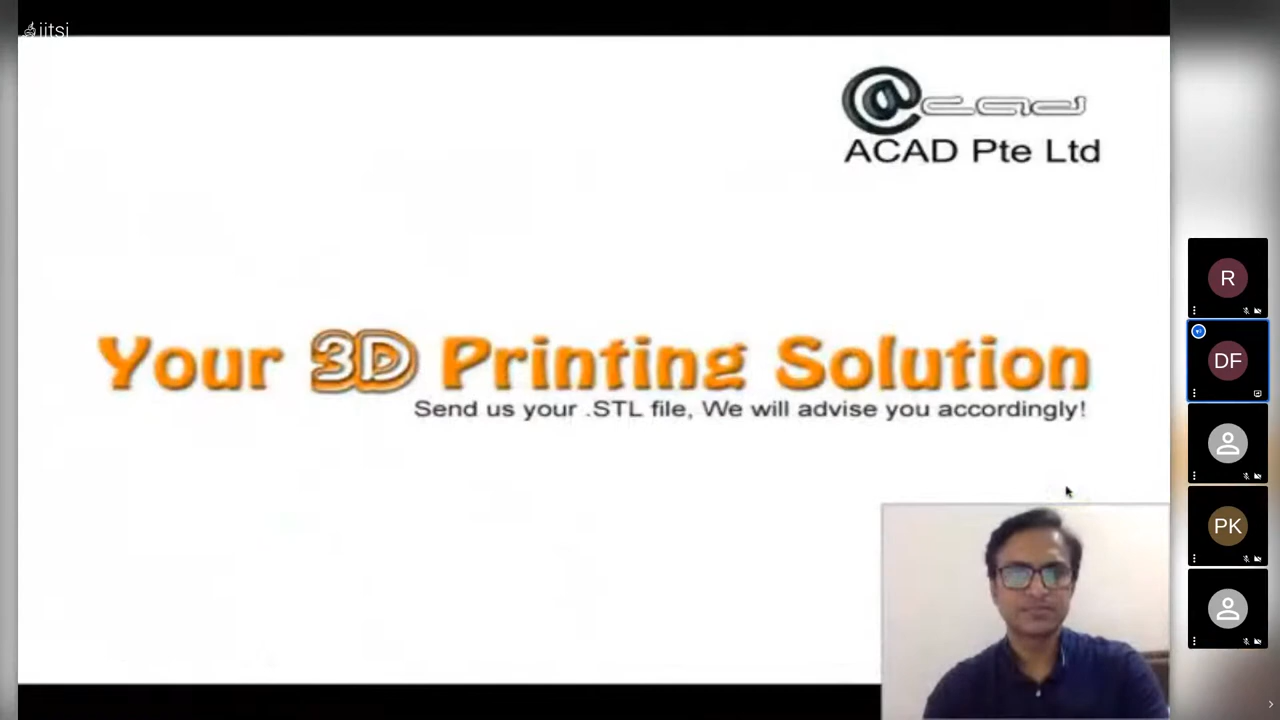 jitsi
@cad
ACAD Pte Ltd
Your 3D Printing Solution
Send us your .STL file, We will advise you accordingly!
R
DF
PK